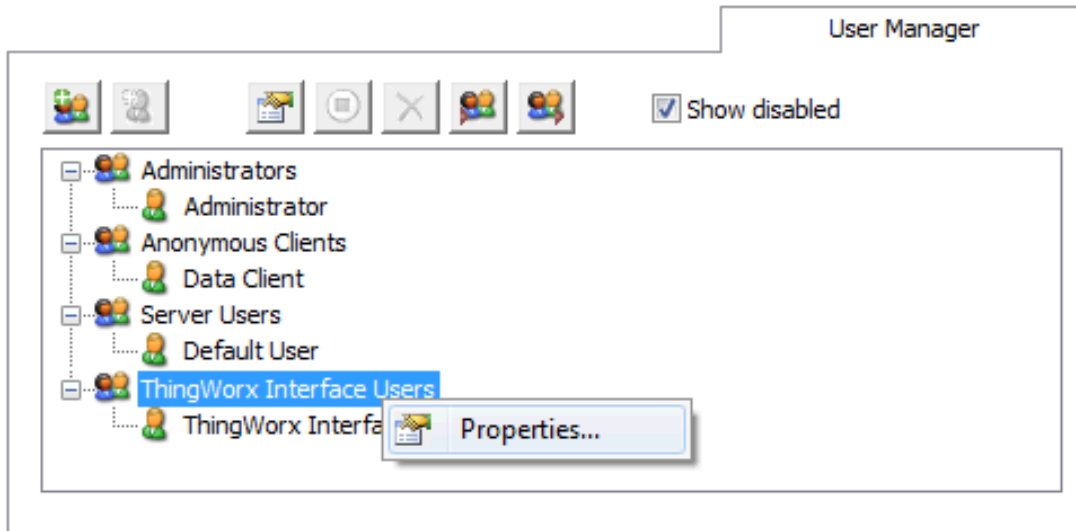 User Manager
Show disabled
Administrators
Administrator
Anonymous Clients
Data Client
Server Users
Default User
ThingWorx Interface Users
ThingWorx
Properties...